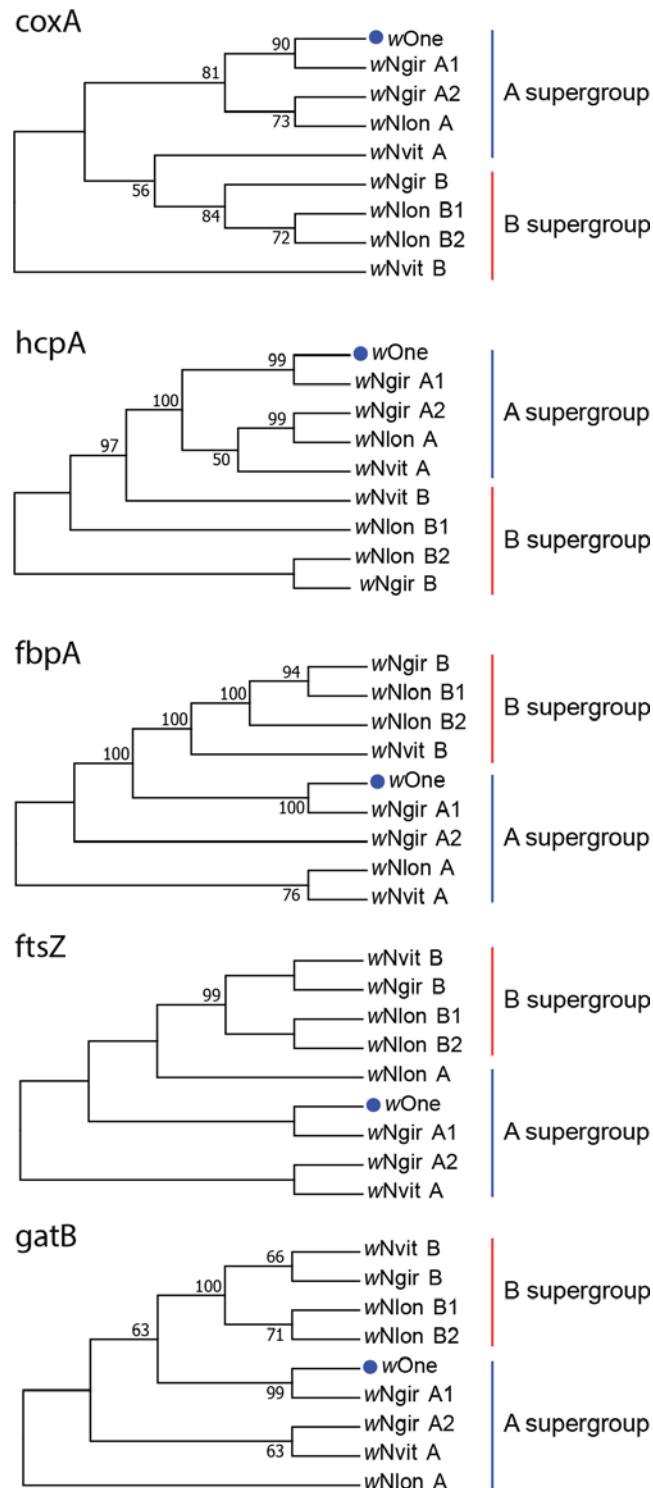 coxA
90
wOne
wNgir A1
81
wNgir A2
73
wNlon A
A supergroup
wNvit A
56
wNgir B
84
wNlon B1
72
wNlon B2
B supergroup
wNvit B
hcpA
99
wOne
wNgir A1
100
99
wNgir A2
A supergroup
wNlon A
97
50
wNvit A
wNvit B
wNlon B1
B supergroup
wNlon B2
wNgir B
fbpA
94
wNgir B
100
wNlon B1
B supergroup
100
wNlon B2
100
wNvit B
wOne
100
wNgir A1
A supergroup
wNgir A2
wNlon A
76
wNvit A
ftsZ
wNvit B
99
wNgir B
B supergroup
wNlon B1
wNlon B2
wNlon A
wOne
wNgir A1
A supergroup
wNgir A2
wNvit A
gatB
66
wNvit B
100
wNgir B
B supergroup
wNlon B1
63
71
wNlon B2
wOne
99
wNgir A1
A supergroup
wNgir A2
63
wNvit A
wNlon A